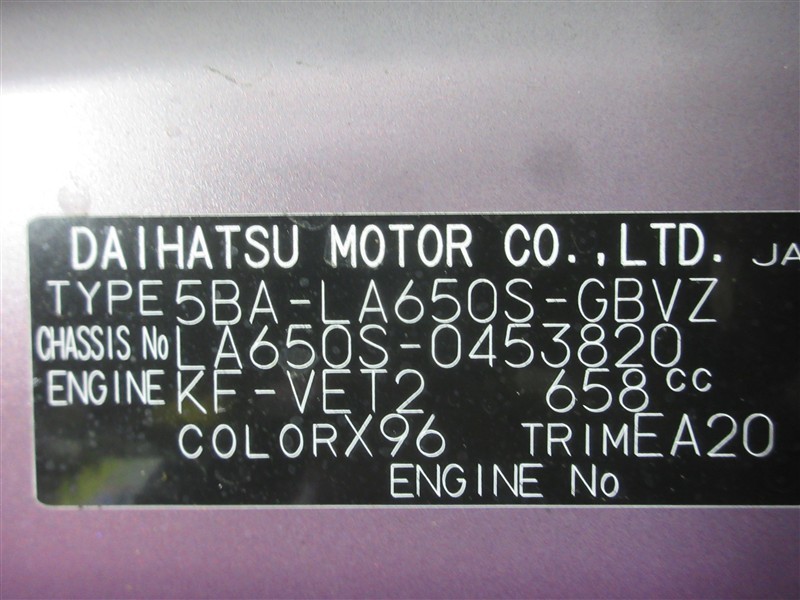 DAIHATSU MOTOR CO.,LTD. JA
TYPE 5BA-LA650S-GBVZ
CHASSIS No LA650S-0453820
ENGINE KF-VET2 658cc
COLOR X96 TRIM EA20
ENGINE No